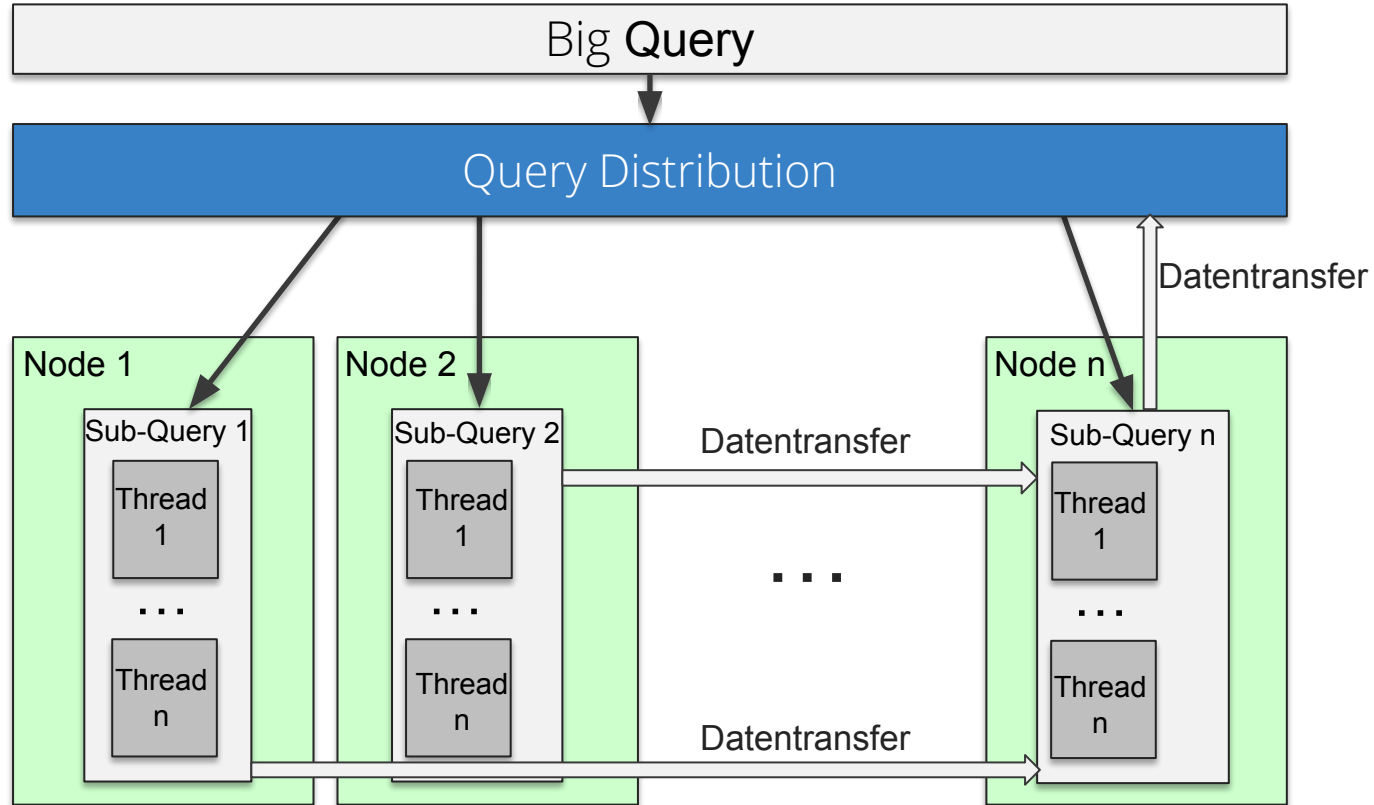 Big Query
Query Distribution
Datentransfer
Node 1
Node 2
Node n
Sub-Query 1
Sub-Query 2
Sub-Query n
Datentransfer
Thread
1
Thread
1
Thread
1
...
...
...
...
Thread
n
Thread
n
Thread
n
Datentransfer